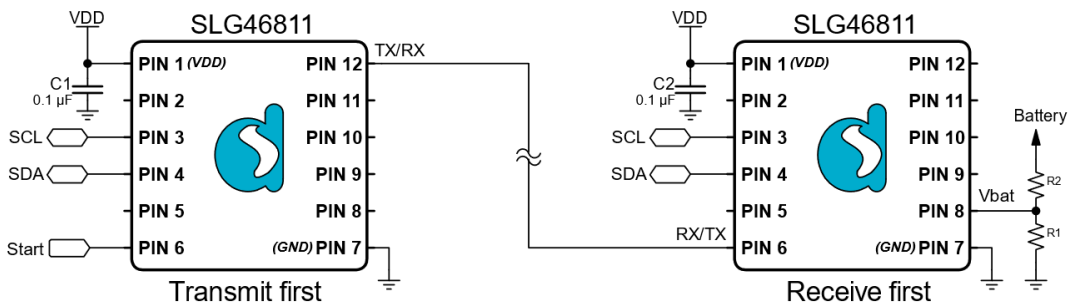 VDD
SLG46811
C1
0.1 µF
SCL
SDA
Start
PIN 1 (VDD)
PIN 2
PIN 3
PIN 4
PIN 5
PIN 6
PIN 12
PIN 11
PIN 10
PIN 9
PIN 8
(GND) PIN 7
TX/RX
Transmit first
VDD
SLG46811
C2
0.1 µF
SCL
SDA
RX/TX
PIN 1 (VDD)
PIN 2
PIN 3
PIN 4
PIN 5
PIN 6
PIN 12
PIN 11
PIN 10
PIN 9
PIN 8
(GND) PIN 7
Battery
R2
Vbat
R1
Receive first